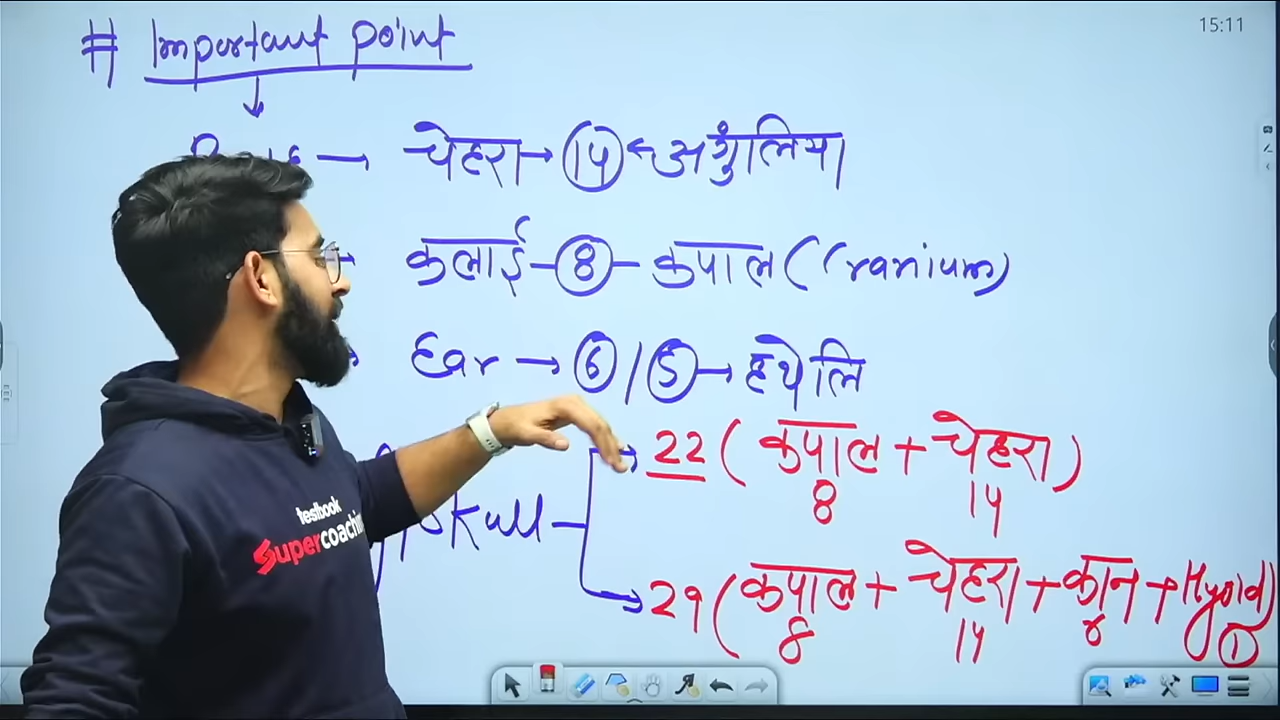 15:11
# Important point
चेहरा → 14 ← अंगुलिया
कलाई - 8 - कपाल (Cranium)
Ear → 6 / 5 → हथेलि
22 ( कपाल + चेहरा )
8 14
Skull
29 ( कपाल + चेहरा + कान + Hyoid )
8 14 6 1
testbook
Supercoachin